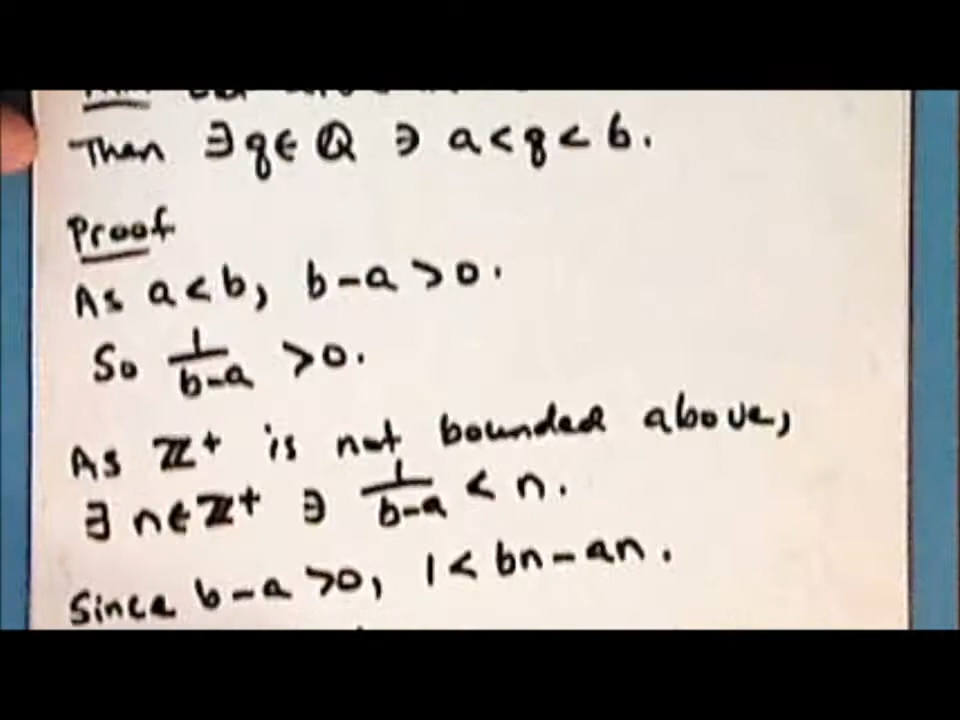 Then ∃ q ∈ ℚ ∋ a < q < b.
Proof
As a < b, b - a > 0.
So 1/(b-a) > 0.
As ℤ⁺ is not bounded above,
∃ n ∈ ℤ⁺ ∋ 1/(b-a) < n.
Since b - a > 0, 1 < bn - an.